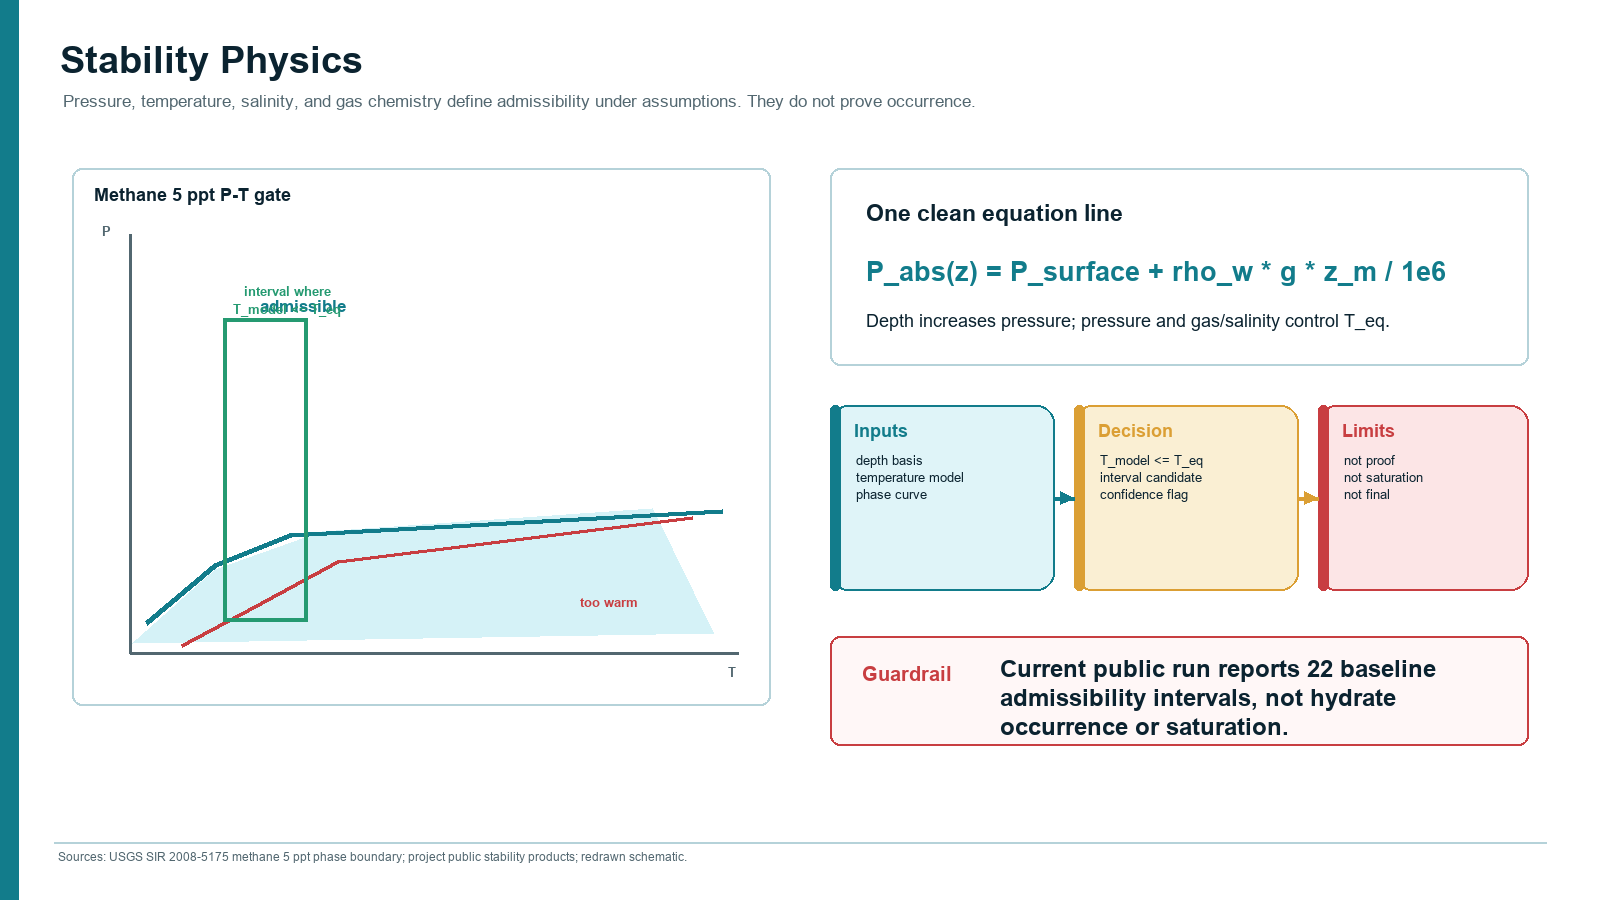 Stability Physics
Pressure, temperature, salinity, and gas chemistry define admissibility under assumptions. They do not prove occurrence.
Methane 5 ppt P-T gate
P
interval where
T_model <= T_eq
admissible
too warm
T
One clean equation line
P_abs(z) = P_surface + rho_w * g * z_m / 1e6
Depth increases pressure; pressure and gas/salinity control T_eq.
Inputs
depth basis
temperature model
phase curve
Decision
T_model <= T_eq
interval candidate
confidence flag
Limits
not proof
not saturation
not final
Guardrail
Current public run reports 22 baseline
admissibility intervals, not hydrate
occurrence or saturation.
Sources: USGS SIR 2008-5175 methane 5 ppt phase boundary; project public stability products; redrawn schematic.